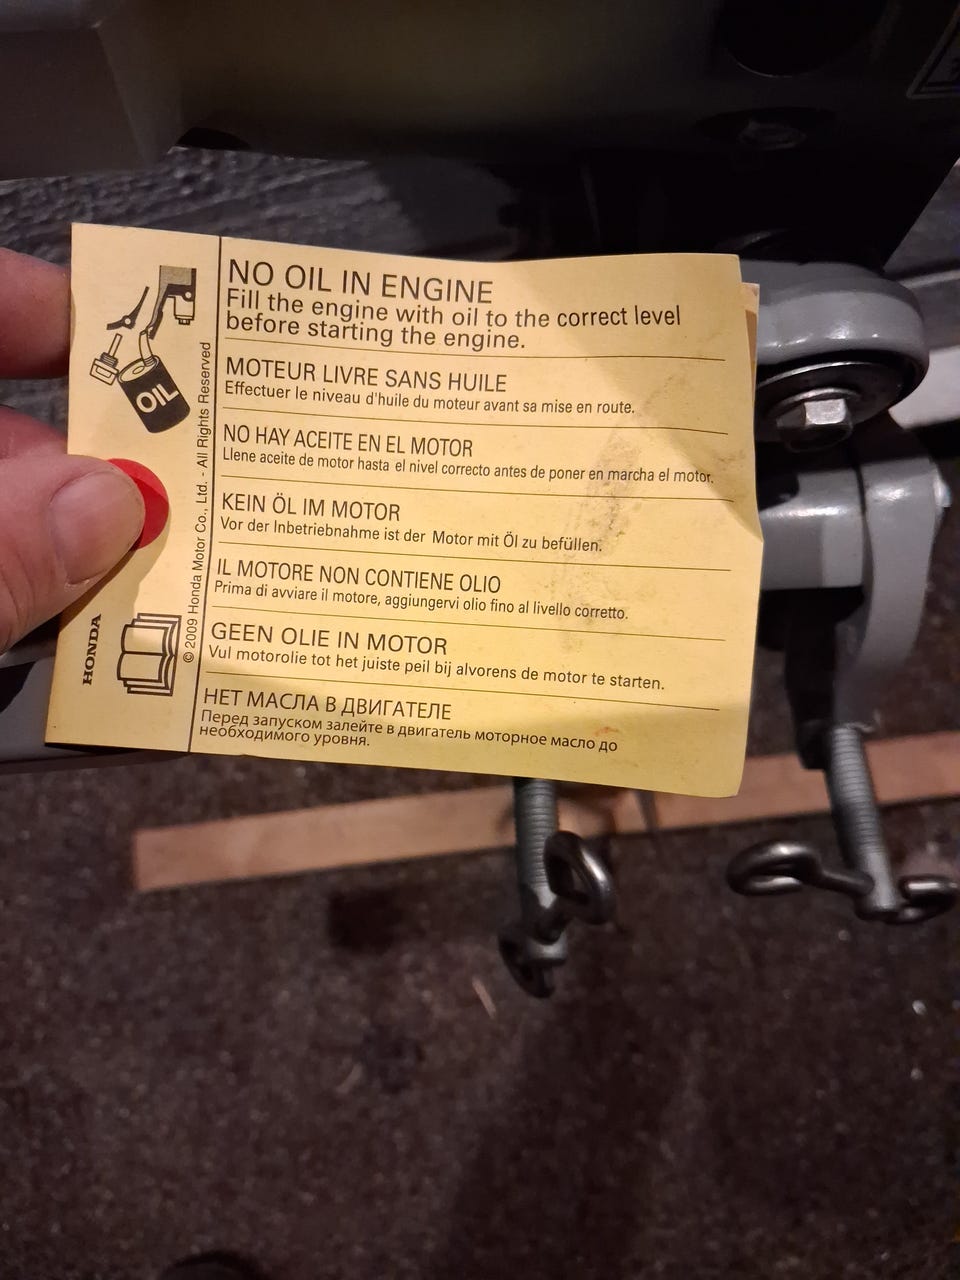 NO OIL IN ENGINE
Fill the engine with oil to the correct level
before starting the engine.
MOTEUR LIVRE SANS HUILE
Effectuer le niveau d'huile du moteur avant sa mise en route.
NO HAY ACEITE EN EL MOTOR
Llene aceite de motor hasta el nivel correcto antes de poner en marcha el motor.
KEIN ÖL IM MOTOR
Vor der Inbetriebnahme ist der Motor mit Öl zu befüllen.
IL MOTORE NON CONTIENE OLIO
Prima di avviare il motore, aggiungervi olio fino al livello corretto.
GEEN OLIE IN MOTOR
Vul motorolie tot het juiste peil bij alvorens de motor te starten.
НЕТ МАСЛА В ДВИГАТЕЛЕ
Перед запуском залейте в двигатель моторное масло до
необходимого уровня.
OIL
HONDA
© 2009 Honda Motor Co., Ltd. - All Rights Reserved